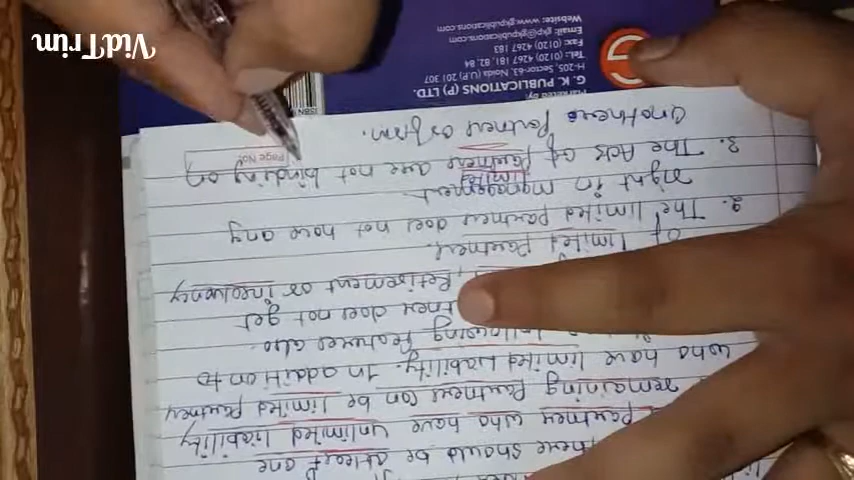 VidTrim
There should be atleast one
Partner who have unlimited liability
remaining Partners can be limited Partner
who have limited liability. In addition to
following features also.
does not get
Retirement or insolvency
of limited Partner.
2. The limited partner does not have any
right in management
3. The Acts of limited Partner are not binding on
another Partner or firm.
Page No.
Marketed by:
G. K. PUBLICATIONS (P) LTD.
H-205, Sector-63, Noida (U.P.) 201 307
Tel.: (0120) 4267 181, 82, 84
Fax: (0120) 4267 183
Email: gkp@gkpublications.com
Website: www.gkpublications.com
ISBN